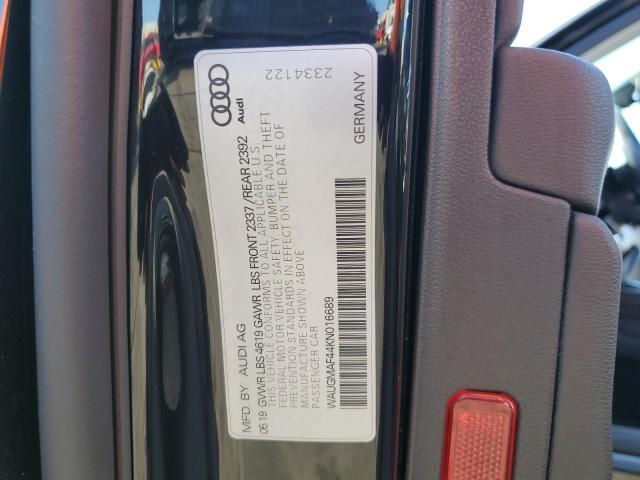 MFD. BY AUDI AG
05 19 GVWR LBS 4619 GAWR LBS FRONT 2337 / REAR 2392
THIS VEHICLE CONFORMS TO ALL APPLICABLE U.S.
FEDERAL MOTOR VEHICLE SAFETY, BUMPER AND THEFT
PREVENTION STANDARDS IN EFFECT ON THE DATE OF
MANUFACTURE SHOWN ABOVE
PASSENGER CAR
WAUGMAF44KN016689
Audi
2334122
GERMANY